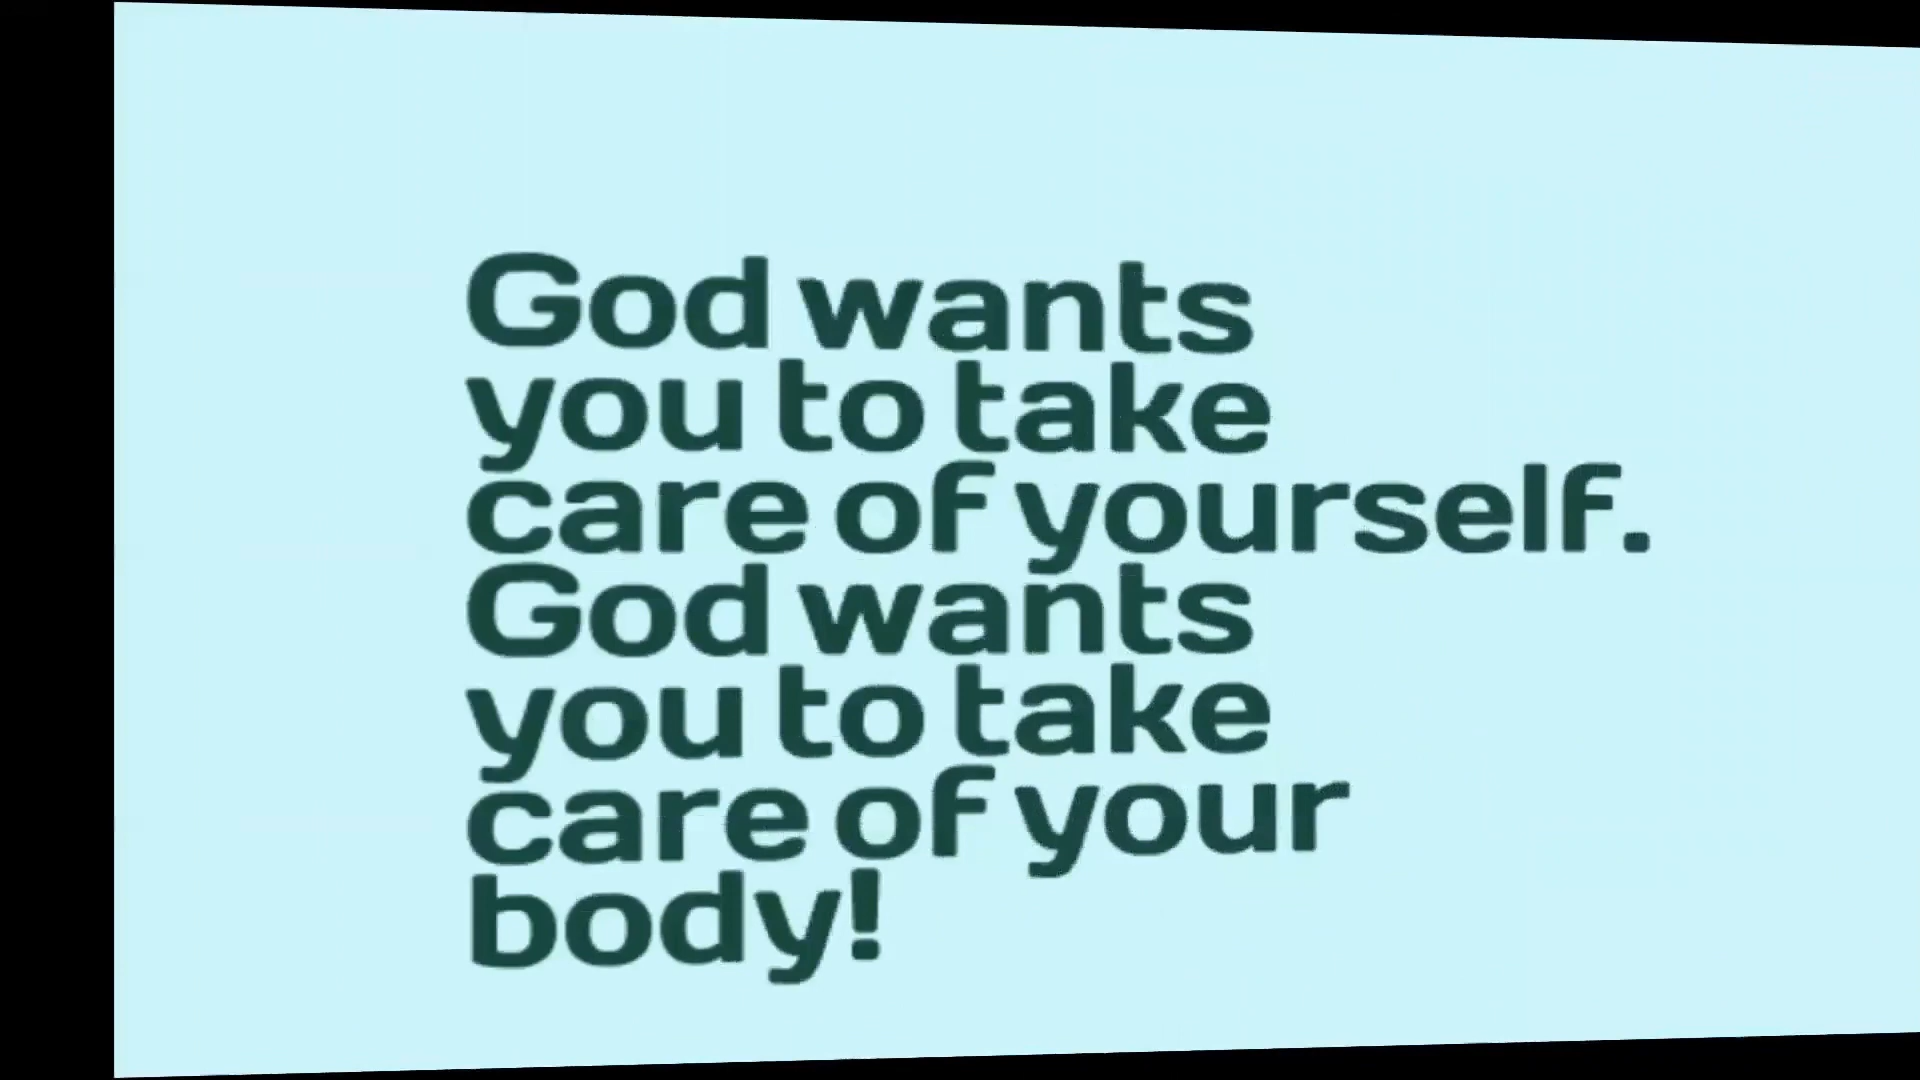 God wants
you to take
care of yourself.
God wants
you to take
care of your
body!